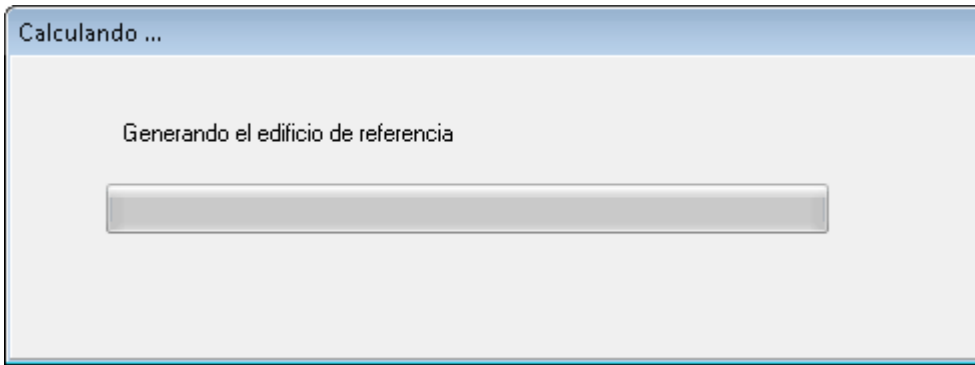 Calculando ...
Generando el edificio de referencia